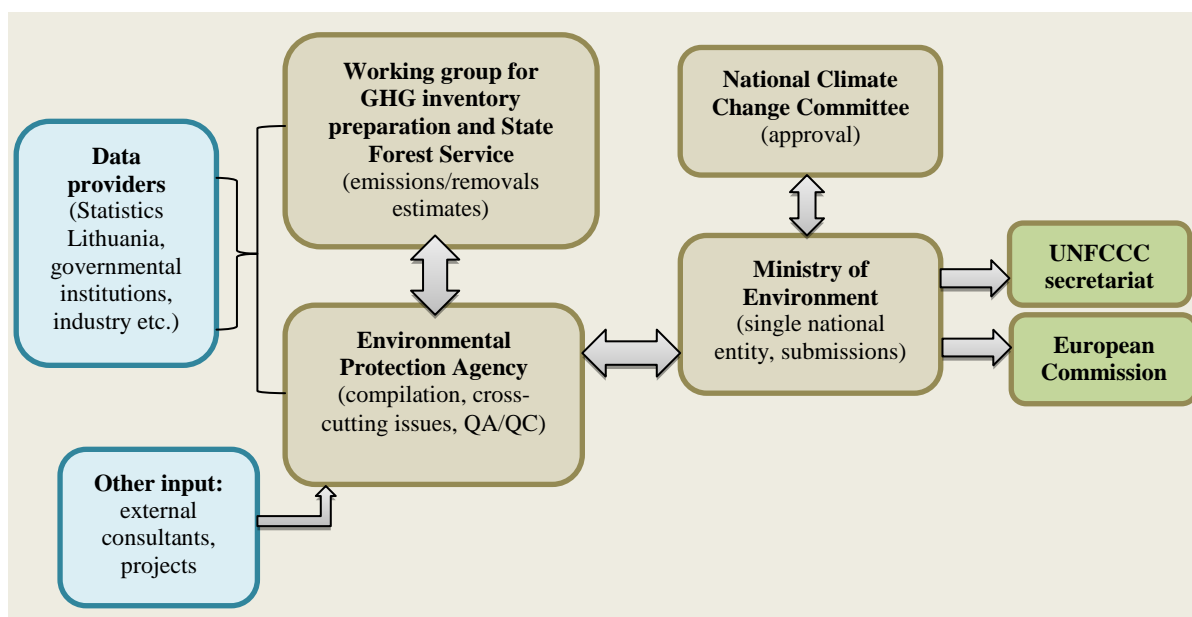 Data
providers
(Statistics
Lithuania,
governmental
institutions,
industry etc.)
Working group for
GHG inventory
preparation and State
Forest Service
(emissions/removals
estimates)
National Climate
Change Committee
(approval)
Environmental
Protection Agency
(compilation, cross-
cutting issues, QA/QC)
Ministry of
Environment
(single national
entity, submissions)
UNFCCC
secretariat
European
Commission
Other input:
external
consultants,
projects